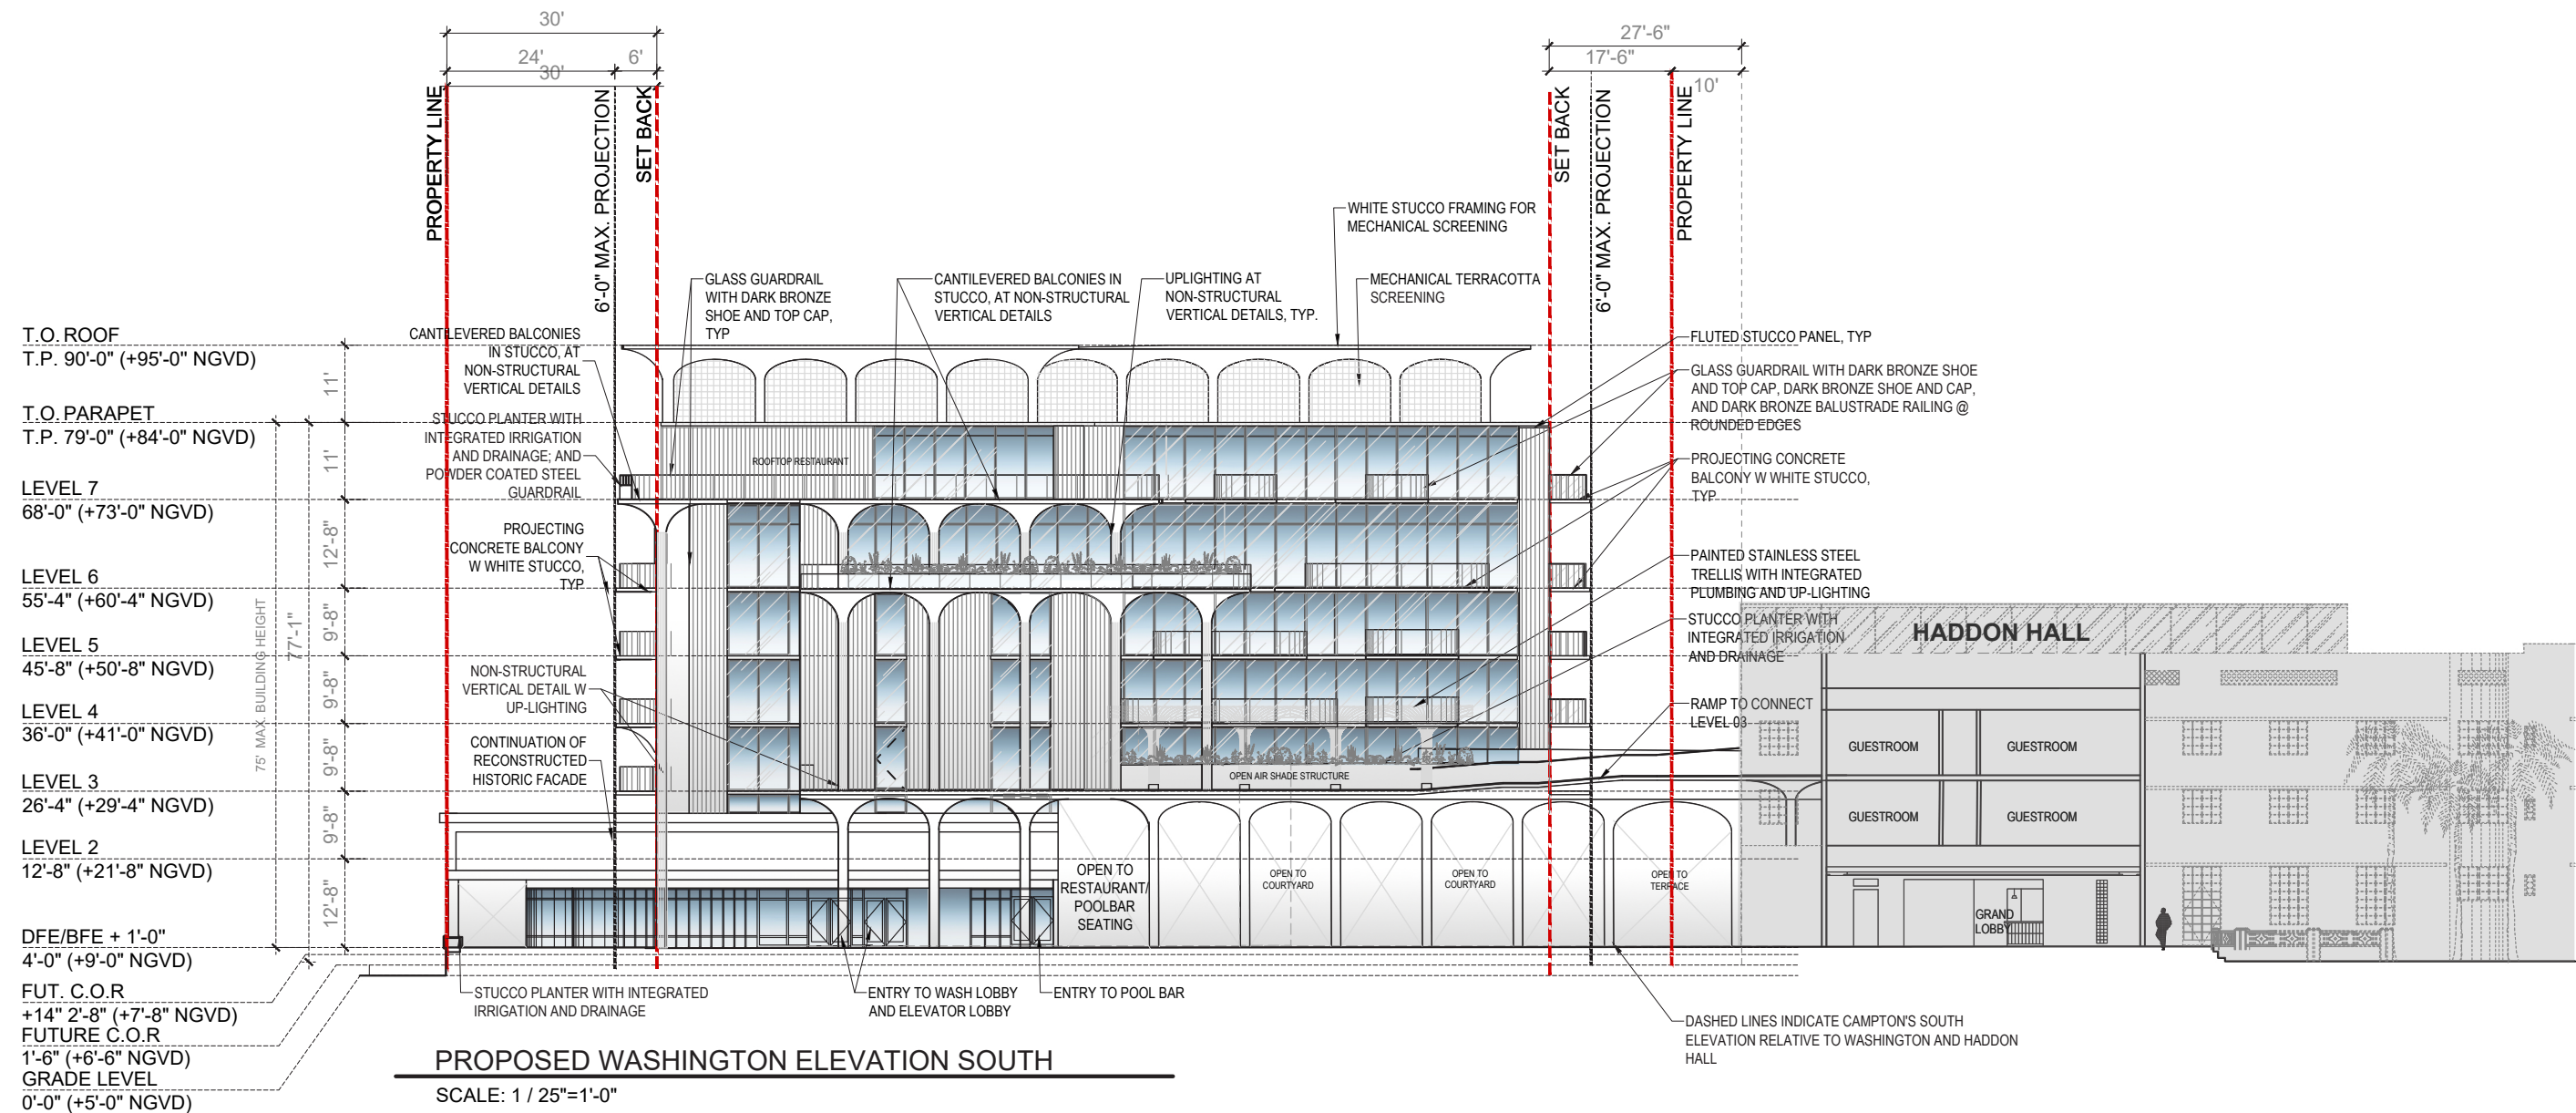 30'
24'
6'
30'
27'-6"
17'-6"
10'
PROPERTY LINE
6'-0" MAX. PROJECTION
SET BACK
SET BACK
6'-0" MAX. PROJECTION
PROPERTY LINE
WHITE STUCCO FRAMING FOR
MECHANICAL SCREENING
GLASS GUARDRAIL
WITH DARK BRONZE
SHOE AND TOP CAP,
TYP
CANTILEVERED BALCONIES IN
STUCCO, AT NON-STRUCTURAL
VERTICAL DETAILS
UPLIGHTING AT
NON-STRUCTURAL
VERTICAL DETAILS, TYP.
MECHANICAL TERRACOTTA
SCREENING
T.O. ROOF
T.P. 90'-0" (+95'-0" NGVD)
T.O. PARAPET
T.P. 79'-0" (+84'-0" NGVD)
LEVEL 7
68'-0" (+73'-0" NGVD)
LEVEL 6
55'-4" (+60'-4" NGVD)
LEVEL 5
45'-8" (+50'-8" NGVD)
LEVEL 4
36'-0" (+41'-0" NGVD)
LEVEL 3
26'-4" (+29'-4" NGVD)
LEVEL 2
12'-8" (+21'-8" NGVD)
DFE/BFE + 1'-0"
4'-0" (+9'-0" NGVD)
FUT. C.O.R
+14" 2'-8" (+7'-8" NGVD)
FUTURE C.O.R
1'-6" (+6'-6" NGVD)
GRADE LEVEL
0'-0" (+5'-0" NGVD)
75' MAX. BUILDING HEIGHT
77'-1"
11'
11'
12'-8"
9'-8"
9'-8"
9'-8"
9'-8"
12'-8"
CANTILEVERED BALCONIES
IN STUCCO, AT
NON-STRUCTURAL
VERTICAL DETAILS
STUCCO PLANTER WITH
INTEGRATED IRRIGATION
AND DRAINAGE; AND
POWDER COATED STEEL
GUARDRAIL
PROJECTING
CONCRETE BALCONY
W WHITE STUCCO,
TYP
NON-STRUCTURAL
VERTICAL DETAIL W
UP-LIGHTING
CONTINUATION OF
RECONSTRUCTED
HISTORIC FACADE
ROOFTOP RESTAURANT
OPEN AIR SHADE STRUCTURE
OPEN TO
RESTAURANT/
POOLBAR
SEATING
OPEN TO
COURTYARD
OPEN TO
COURTYARD
OPEN TO
TERRACE
FLUTED STUCCO PANEL, TYP
GLASS GUARDRAIL WITH DARK BRONZE SHOE
AND TOP CAP, DARK BRONZE SHOE AND CAP,
AND DARK BRONZE BALUSTRADE RAILING @
ROUNDED EDGES
PROJECTING CONCRETE
BALCONY W WHITE STUCCO,
TYP
PAINTED STAINLESS STEEL
TRELLIS WITH INTEGRATED
PLUMBING AND UP-LIGHTING
STUCCO PLANTER WITH
INTEGRATED IRRIGATION
AND DRAINAGE
RAMP TO CONNECT
LEVEL 03
HADDON HALL
GUESTROOM
GUESTROOM
GUESTROOM
GUESTROOM
GRAND
LOBBY
STUCCO PLANTER WITH INTEGRATED
IRRIGATION AND DRAINAGE
ENTRY TO WASH LOBBY
AND ELEVATOR LOBBY
ENTRY TO POOL BAR
DASHED LINES INDICATE CAMPTON'S SOUTH
ELEVATION RELATIVE TO WASHINGTON AND HADDON
HALL
PROPOSED WASHINGTON ELEVATION SOUTH
SCALE: 1 / 25"=1'-0"